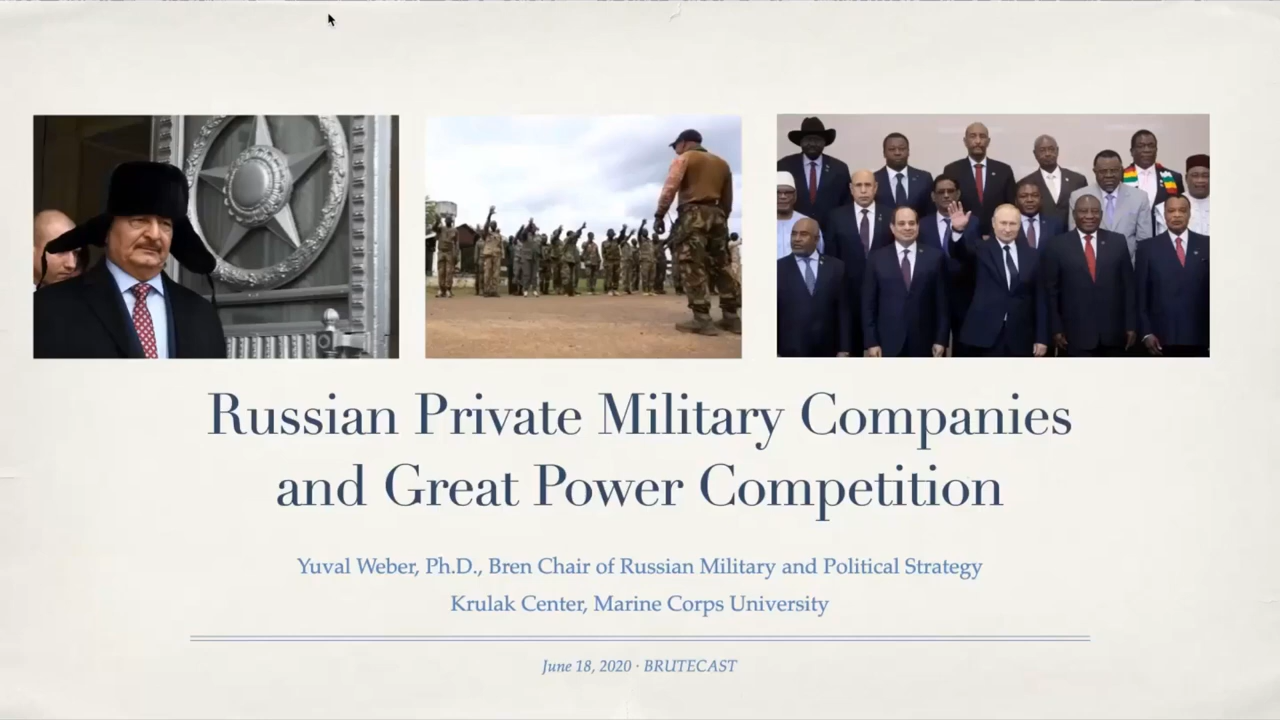 Russian Private Military Companies
and Great Power Competition
Yuval Weber, Ph.D., Bren Chair of Russian Military and Political Strategy
Krulak Center, Marine Corps University
June 18, 2020 · BRUTECAST